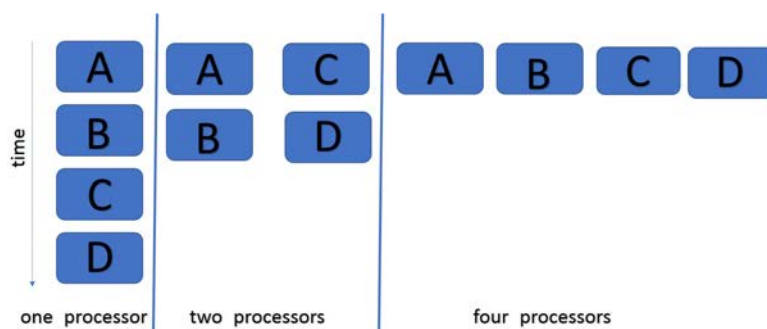 A A C A B C D
B B D
C
D
time
one processor two processors four processors